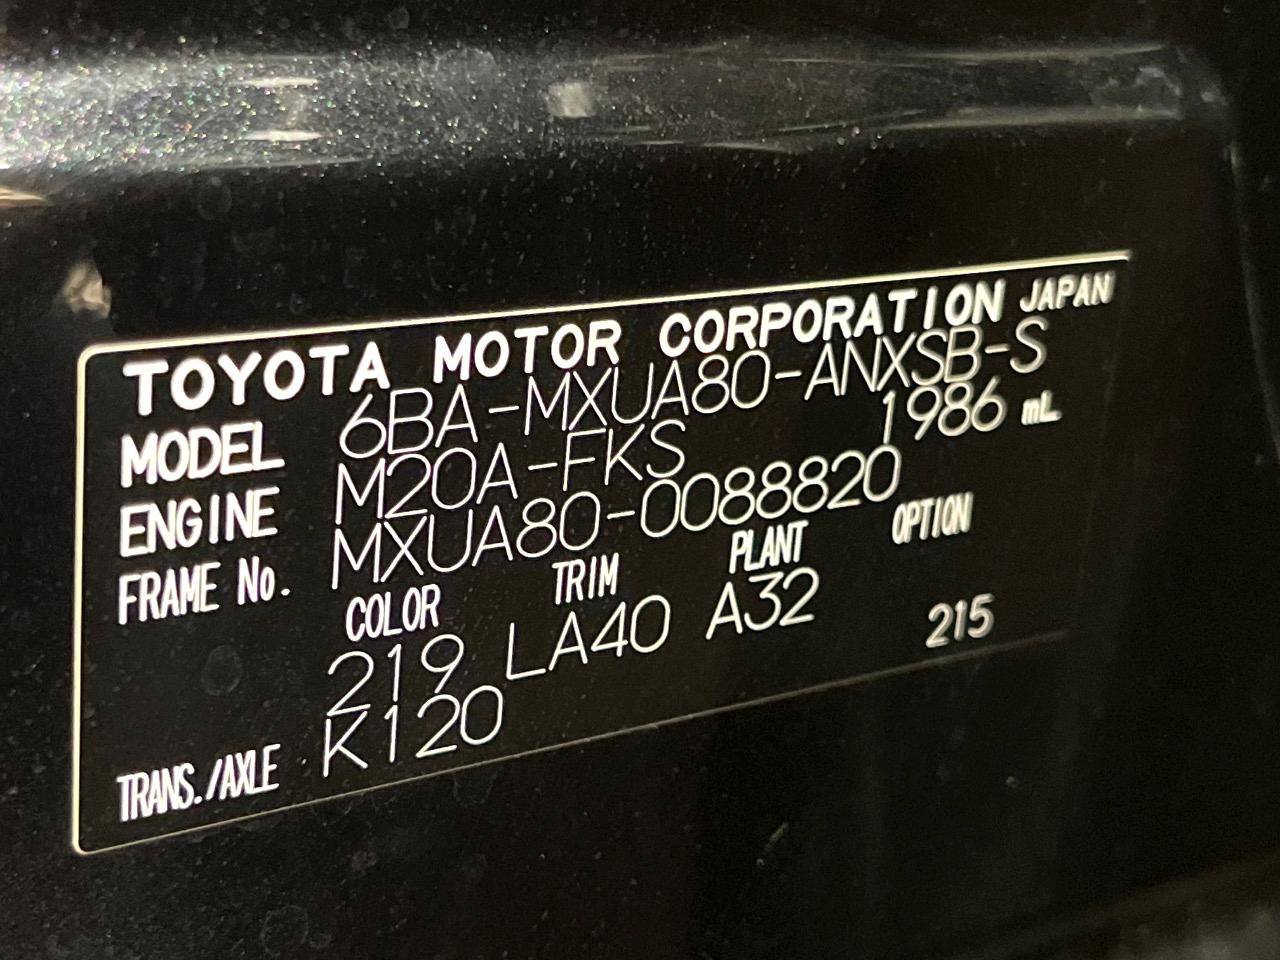 TOYOTA MOTOR CORPORATION JAPAN
MODEL 6BA-MXUA80-ANXSB-S
ENGINE M20A-FKS 1986 mL
FRAME No. MXUA80-0088820
COLOR TRIM PLANT OPTION
219 LA40 A32 215
TRANS./AXLE K120